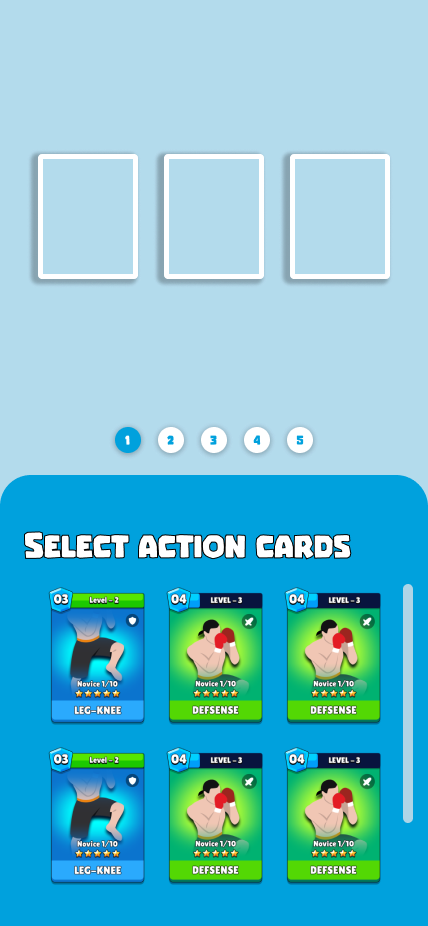 1 2 3 4 5
SELECT ACTION CARDS
03 Level - 2 04 LEVEL - 3 04 LEVEL - 3
Novice 1/10 Novice 1/10 Novice 1/10
LEG-KNEE DEFSENSE DEFSENSE
03 Level - 2 04 LEVEL - 3 04 LEVEL - 3
Novice 1/10 Novice 1/10 Novice 1/10
LEG-KNEE DEFSENSE DEFSENSE